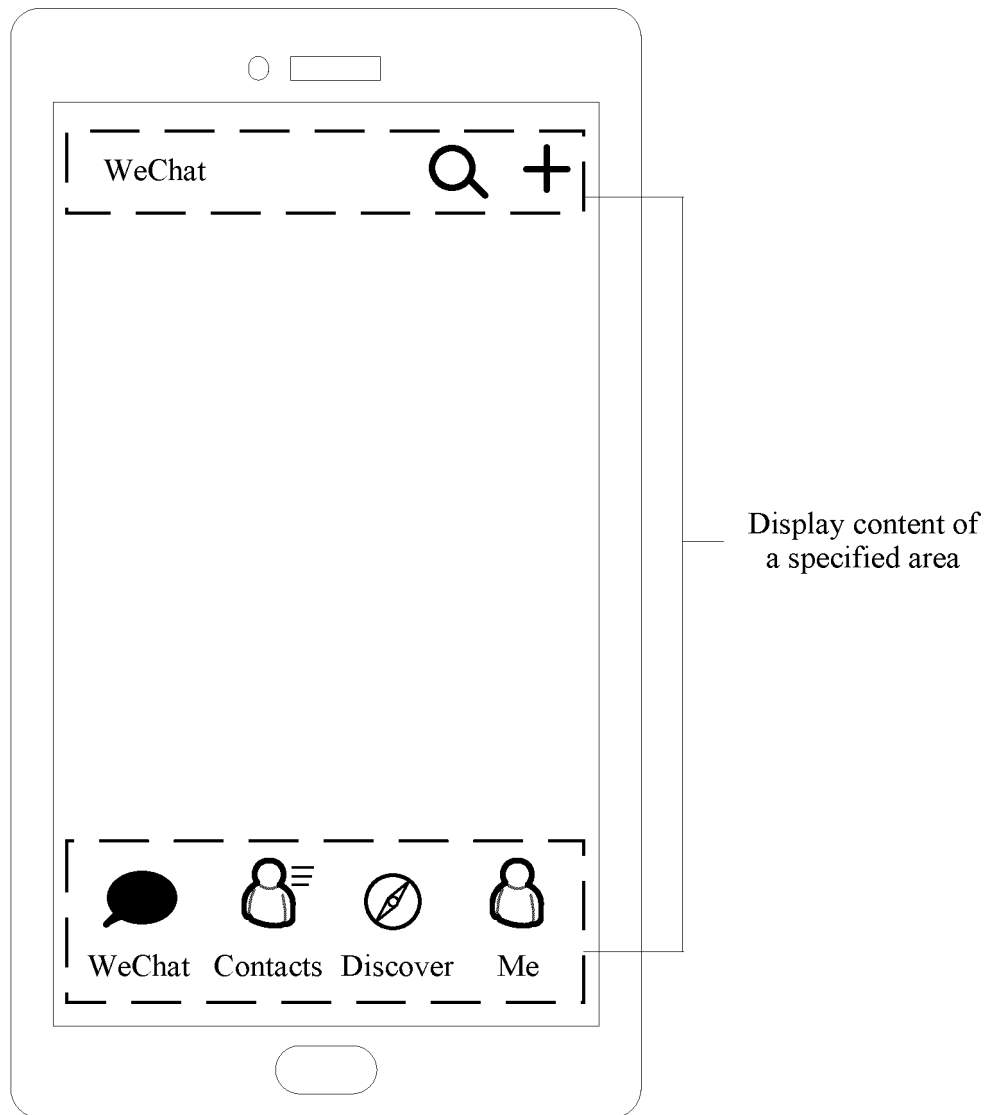 WeChat
Display content of
a specified area
WeChat Contacts Discover Me